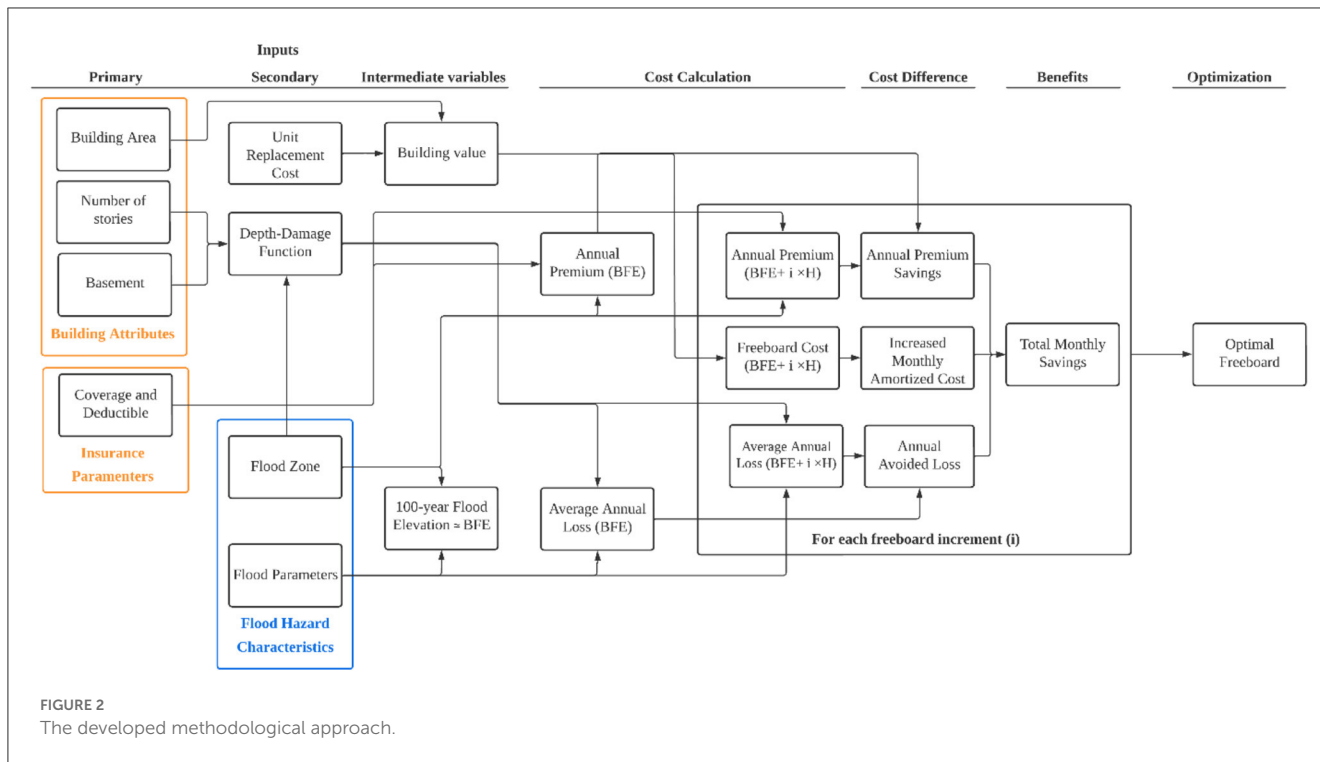 Inputs
Primary
Secondary
Intermediate variables
Cost Calculation
Cost Difference
Benefits
Optimization
Building Area
Number of
stories
Basement
Building Attributes
Coverage and
Deductible
Insurance
Paramenters
Unit
Replacement
Cost
Depth-Damage
Function
Flood Zone
Flood Parameters
Flood Hazard
Characteristics
Building value
100-year Flood
Elevation ≈ BFE
Annual
Premium (BFE)
Average Annual
Loss (BFE)
Annual Premium
(BFE+ i ×H)
Freeboard Cost
(BFE+ i ×H)
Average Annual
Loss (BFE+ i ×H)
Annual Premium
Savings
Increased
Monthly
Amortized Cost
Annual
Avoided Loss
For each freeboard increment (i)
Total Monthly
Savings
Optimal
Freeboard
FIGURE 2
The developed methodological approach.